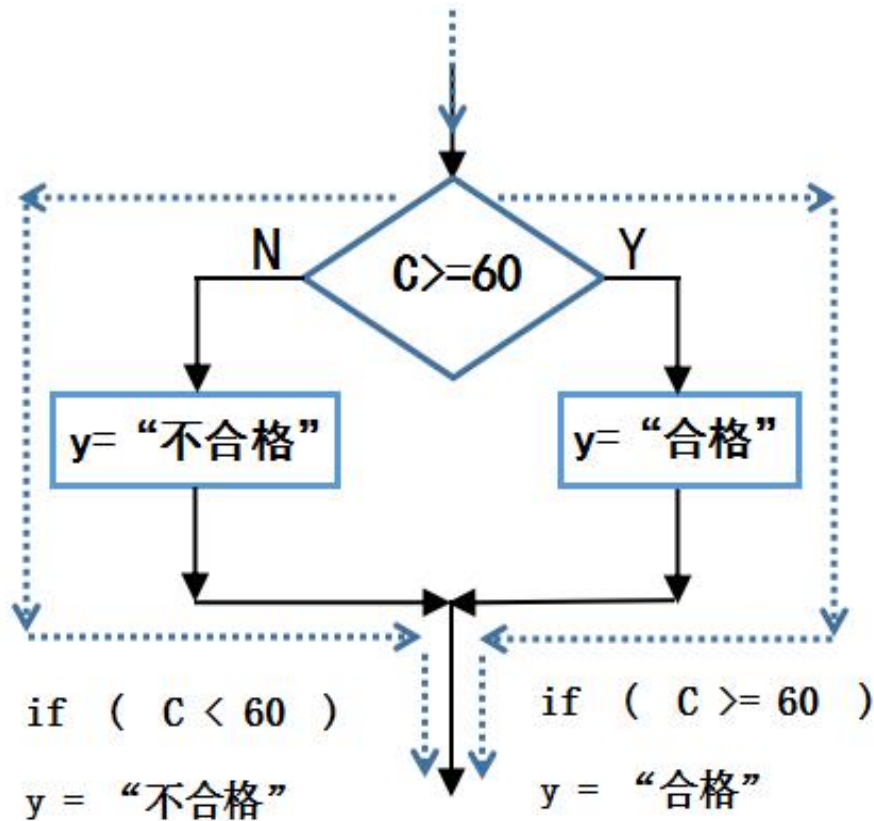 N
C>=60
Y
y= “不合格”
y= “合格”
if ( C < 60 )
y = “不合格”
if ( C >= 60 )
y = “合格”